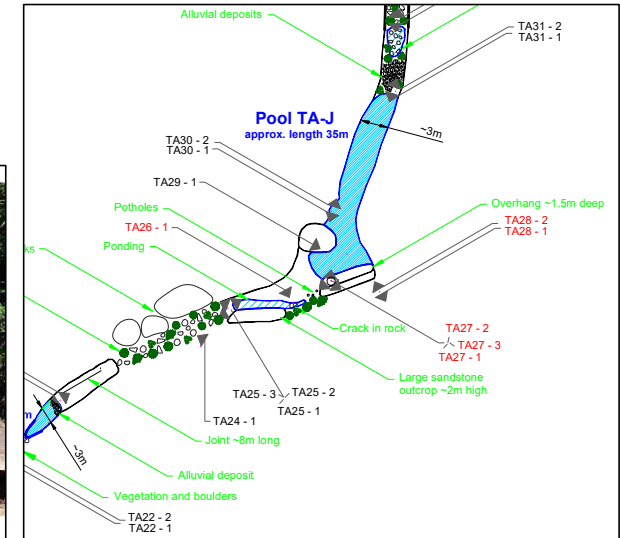 Alluvial deposits
TA31 - 2
TA31 - 1
Pool TA-J
approx. length 35m
~3m
TA30 - 2
TA30 - 1
TA29 - 1
Potholes
Overhang ~1.5m deep
TA26 - 1
TA28 - 2
TA28 - 1
Ponding
ks
Crack in rock
TA27 - 2
TA27 - 3
TA27 - 1
Large sandstone
outcrop ~2m high
TA25 - 3
TA25 - 2
TA25 - 1
TA24 - 1
m
Joint ~8m long
~3m
Alluvial deposit
Vegetation and boulders
TA22 - 2
TA22 - 1